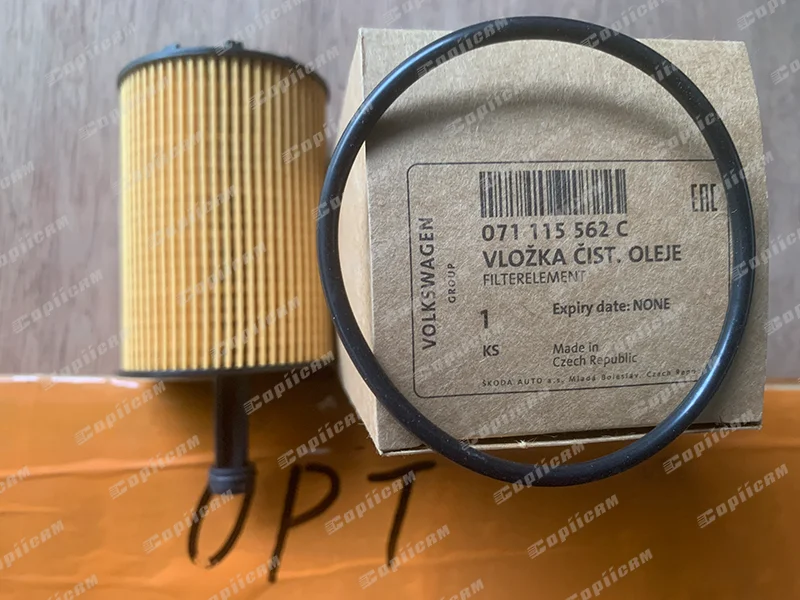 071 115 562 C
VLOŽKA ČIST. OLEJE
FILTERELEMENT
VOLKSWAGEN
GROUP
1
KS
Expiry date: NONE
Made in
Czech Republic
ŠKODA AUTO a.s, Mladá Boleslav, Czech Rep
EAC
OPT
Copiicam